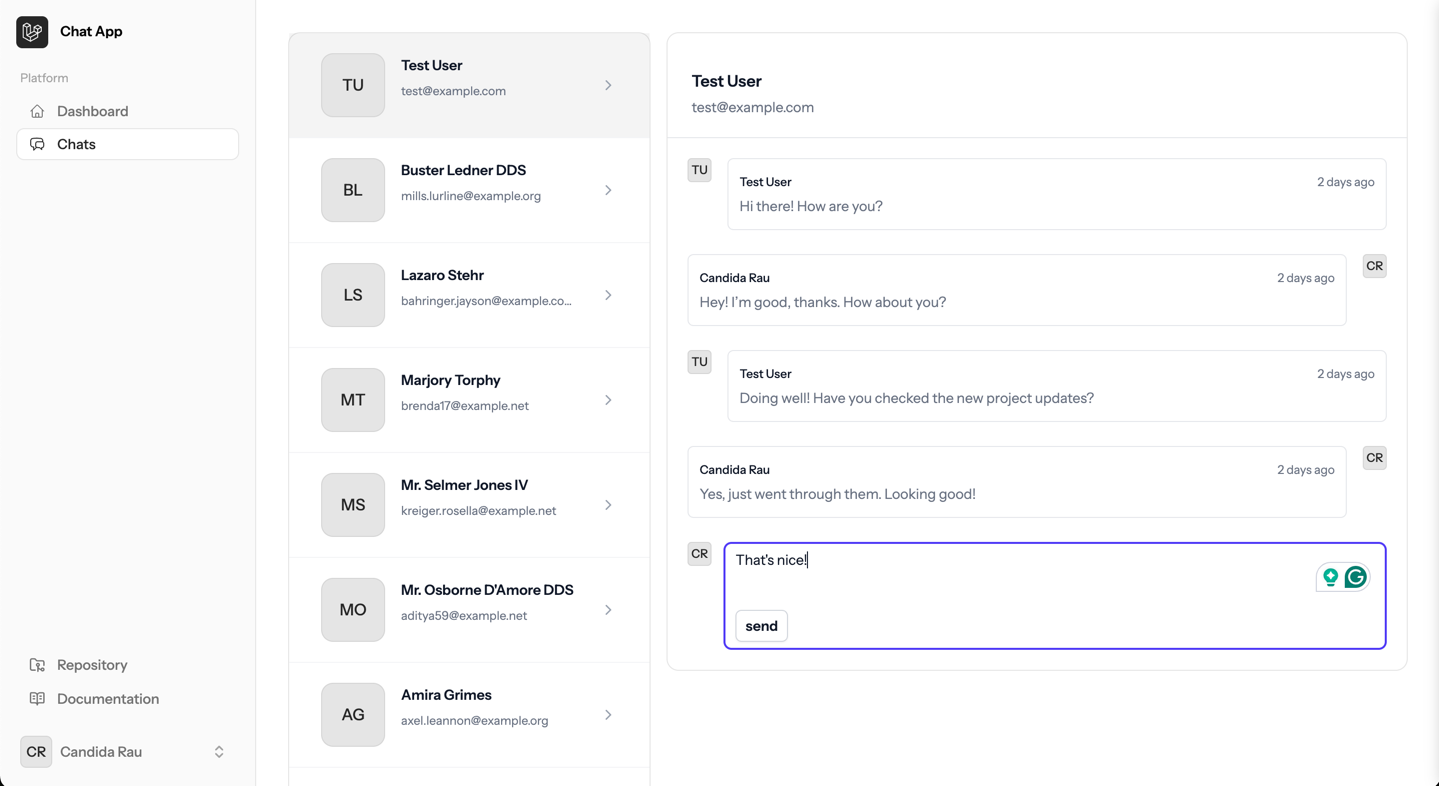 Chat App
Platform
Dashboard
Chats
Repository
Documentation
CR Candida Rau
TU
Test User
test@example.com
BL
Buster Ledner DDS
mills.lurline@example.org
LS
Lazaro Stehr
bahringer.jayson@example.co...
MT
Marjory Torphy
brenda17@example.net
MS
Mr. Selmer Jones IV
kreiger.rosella@example.net
MO
Mr. Osborne D'Amore DDS
aditya59@example.net
AG
Amira Grimes
axel.leannon@example.org
Test User
test@example.com
TU
Test User 2 days ago
Hi there! How are you?
CR
Candida Rau 2 days ago
Hey! I’m good, thanks. How about you?
TU
Test User 2 days ago
Doing well! Have you checked the new project updates?
CR
Candida Rau 2 days ago
Yes, just went through them. Looking good!
CR
That's nice!
send